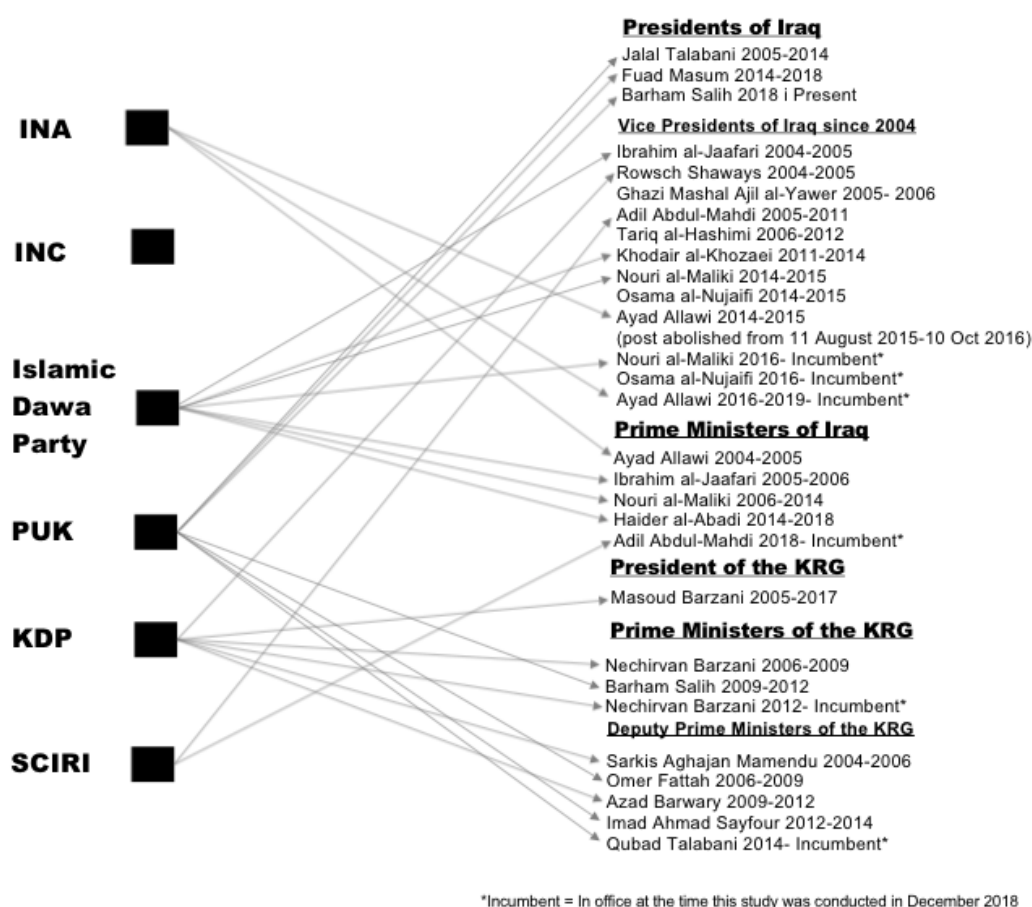 INA
INC
Islamic
Dawa
Party
PUK
KDP
SCIRI
Presidents of Iraq
Jalal Talabani 2005-2014
Fuad Masum 2014-2018
Barham Salih 2018 i Present
Vice Presidents of Iraq since 2004
Ibrahim al-Jaafari 2004-2005
Rowsch Shaways 2004-2005
Ghazi Mashal Ajil al-Yawer 2005- 2006
Adil Abdul-Mahdi 2005-2011
Tariq al-Hashimi 2006-2012
Khodair al-Khozaei 2011-2014
Nouri al-Maliki 2014-2015
Osama al-Nujaifi 2014-2015
Ayad Allawi 2014-2015
(post abolished from 11 August 2015-10 Oct 2016)
Nouri al-Maliki 2016- Incumbent*
Osama al-Nujaifi 2016- Incumbent*
Ayad Allawi 2016-2019- Incumbent*
Prime Ministers of Iraq
Ayad Allawi 2004-2005
Ibrahim al-Jaafari 2005-2006
Nouri al-Maliki 2006-2014
Haider al-Abadi 2014-2018
Adil Abdul-Mahdi 2018- Incumbent*
President of the KRG
Masoud Barzani 2005-2017
Prime Ministers of the KRG
Nechirvan Barzani 2006-2009
Barham Salih 2009-2012
Nechirvan Barzani 2012- Incumbent*
Deputy Prime Ministers of the KRG
Sarkis Aghajan Mamendu 2004-2006
Omer Fattah 2006-2009
Azad Barwary 2009-2012
Imad Ahmad Sayfour 2012-2014
Qubad Talabani 2014- Incumbent*
*Incumbent = In office at the time this study was conducted in December 2018